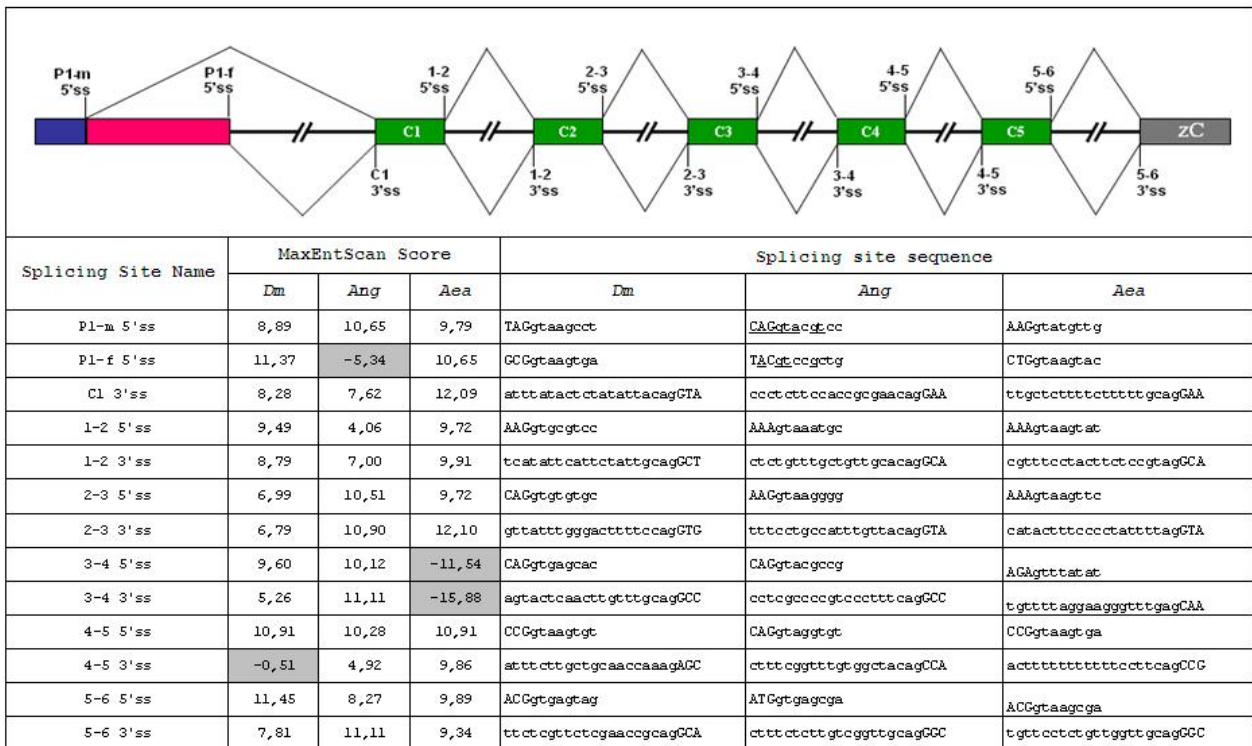 P1-m 5'ss P1-f 5'ss 1-2 5'ss 2-3 5'ss 3-4 5'ss 4-5 5'ss 5-6 5'ss
C1 C2 C3 C4 C5 zC
C1 3'ss 1-2 3'ss 2-3 3'ss 3-4 3'ss 4-5 3'ss 5-6 3'ss
Splicing Site Name MaxEntScan Score Splicing site sequence
Dm Ang Aea Dm Ang Aea
P1-m 5'ss 8,89 10,65 9,79 TAGgtaagcct CAGgtacgtcc AAGgtatgttg
P1-f 5'ss 11,37 -5,34 10,65 GCGgtaagtga TACgtccgctg CTGgtaagtac
C1 3'ss 8,28 7,62 12,09 atttatactctatattacagGTA ccctcttccaccgcgaacagGAA ttgctcttttctttttgcagGAA
1-2 5'ss 9,49 4,06 9,72 AAGgtgcgtcc AAAgtaaatgc AAAgtaagtat
1-2 3'ss 8,79 7,00 9,91 tcatattcattctattgcagGCT ctctgtttgctgttgcacagGCA cgtttcctacttctccgtagGCA
2-3 5'ss 6,99 10,51 9,72 CAGgtgtgtgc AAGgtaagggg AAAgtaagttc
2-3 3'ss 6,79 10,90 12,10 gttatttgggacttttccagGTG tttcctgccatttgttacagGTA catactttcccctattttagGTA
3-4 5'ss 9,60 10,12 -11,54 CAGgtgagcac CAGgtacgccg AGAgtttatat
3-4 3'ss 5,26 11,11 -15,88 agtactcaacttgtttgcagGCC cctcgccccgtccctttcagGCC tgttttaggaagggtttgagCAA
4-5 5'ss 10,91 10,28 10,91 CCGgtaagtgt CAGgtaggtgt CCGgtaagtga
4-5 3'ss -0,51 4,92 9,86 atttcttgctgcaaccaaagAGC ctttcggtttgtggctacagCCA acttttttttttttccttcagCCG
5-6 5'ss 11,45 8,27 9,89 ACGgtgagtag ATGgtgagcga ACGgtaagcga
5-6 3'ss 7,81 11,11 9,34 ttctcgttctcgaaccgcagGCA ctttctcttgtcggttgcagGGC tgttcctctgttggttgcagGGC